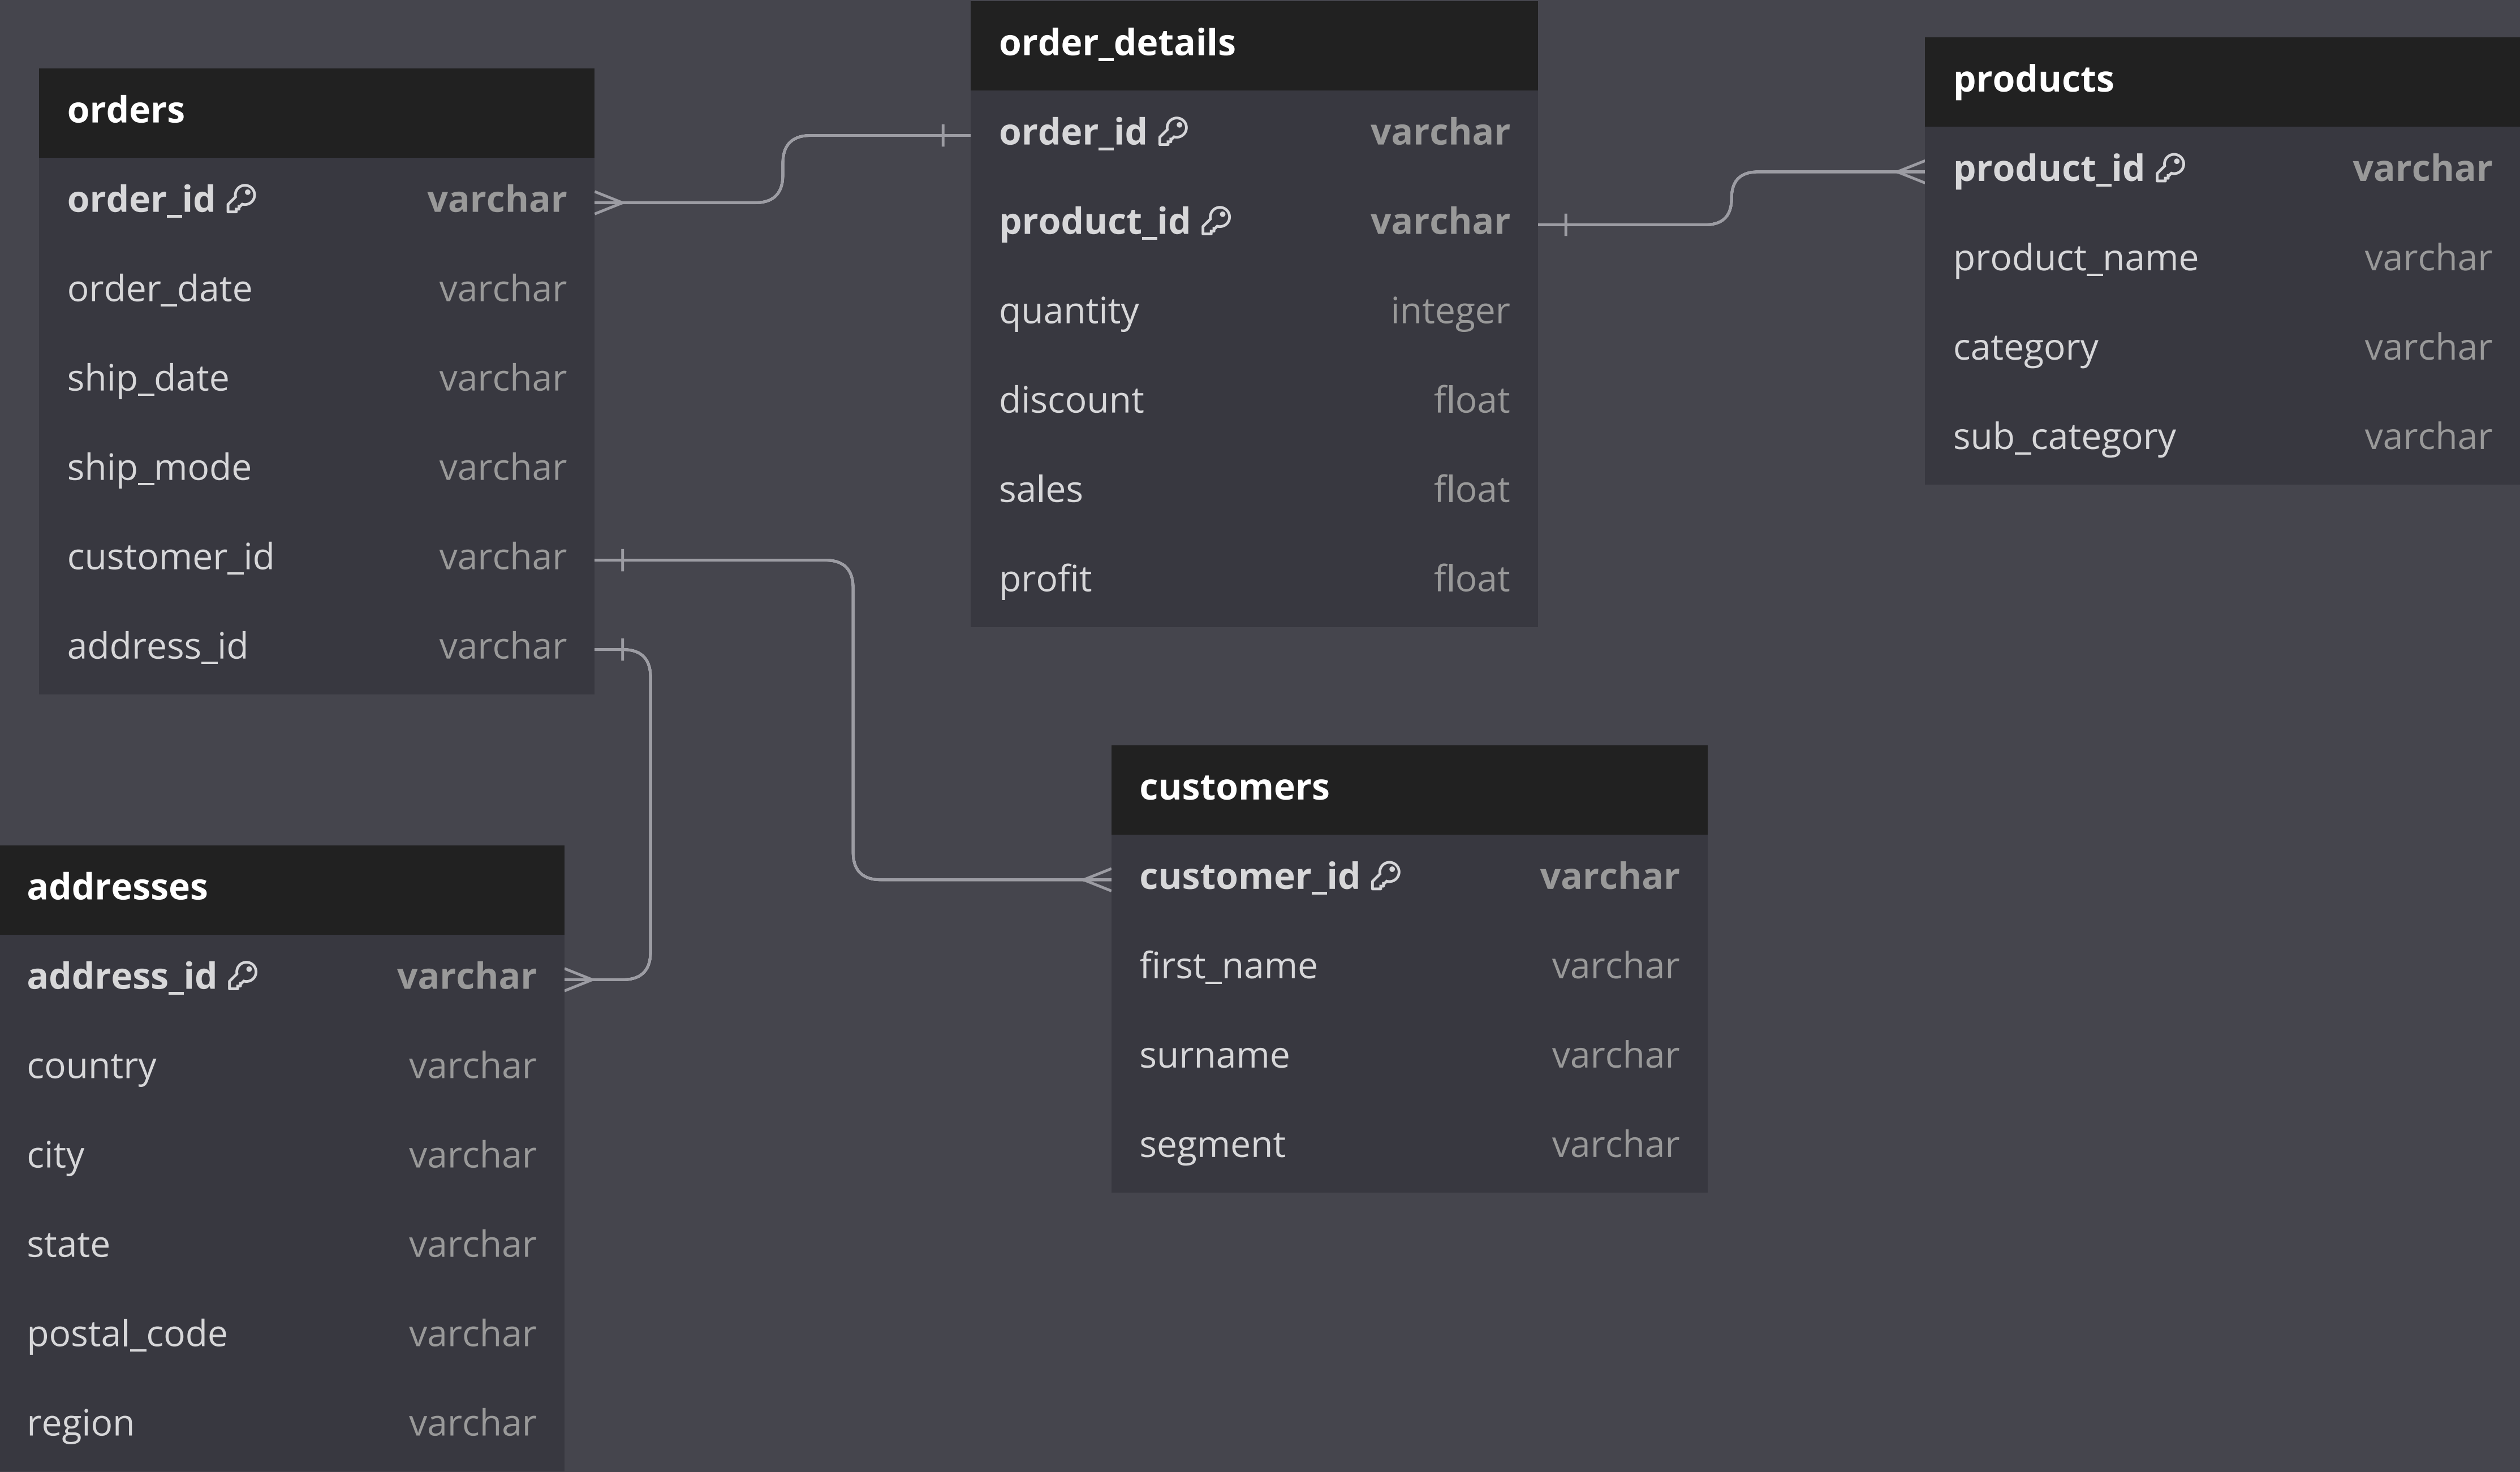 orders
order_id varchar
order_date varchar
ship_date varchar
ship_mode varchar
customer_id varchar
address_id varchar
order_details
order_id varchar
product_id varchar
quantity integer
discount float
sales float
profit float
products
product_id varchar
product_name varchar
category varchar
sub_category varchar
addresses
address_id varchar
country varchar
city varchar
state varchar
postal_code varchar
region varchar
customers
customer_id varchar
first_name varchar
surname varchar
segment varchar